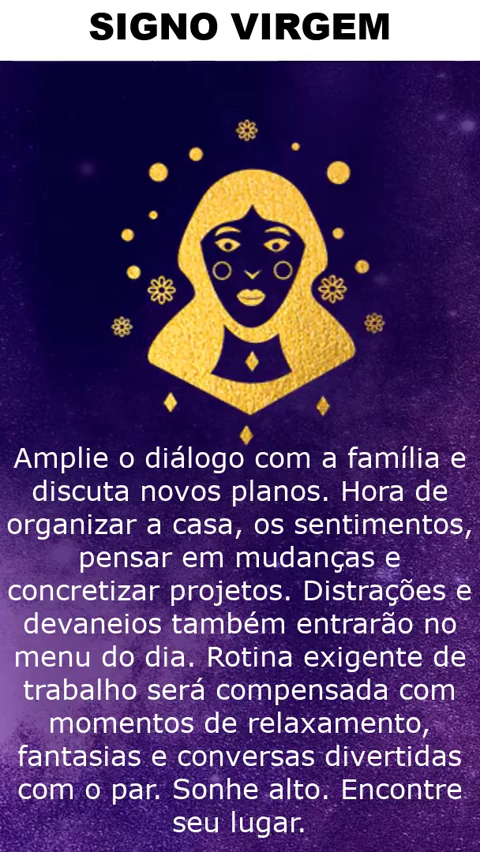 SIGNO VIRGEM
Amplie o diálogo com a família e
discuta novos planos. Hora de
organizar a casa, os sentimentos,
pensar em mudanças e
concretizar projetos. Distrações e
devaneios também entrarão no
menu do dia. Rotina exigente de
trabalho será compensada com
momentos de relaxamento,
fantasias e conversas divertidas
com o par. Sonhe alto. Encontre
seu lugar.